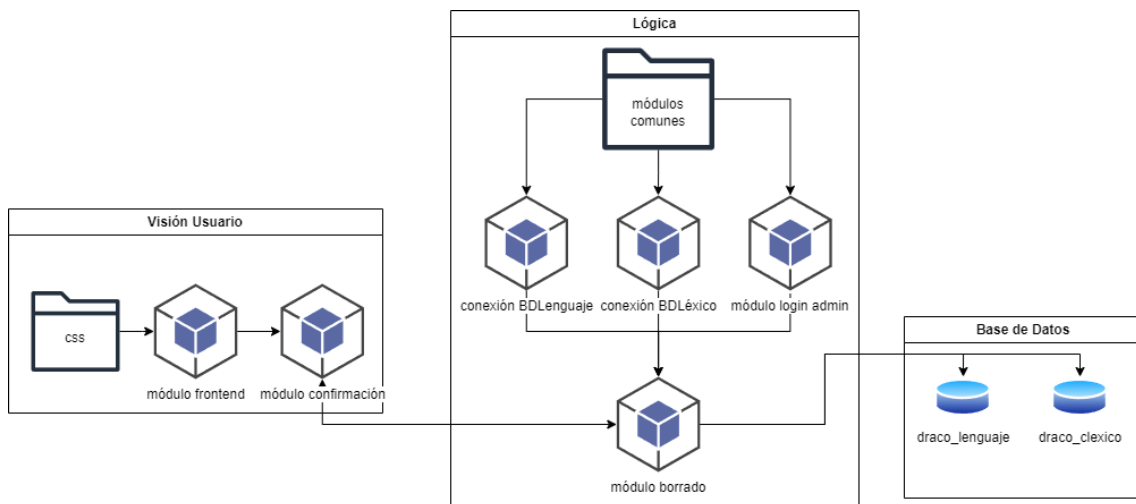 Lógica
módulos
comunes
Visión Usuario
conexión BDLenguaje
conexión BDLéxico
módulo login admin
css
Base de Datos
módulo frontend
módulo confirmación
draco_lenguaje
draco_clexico
módulo borrado